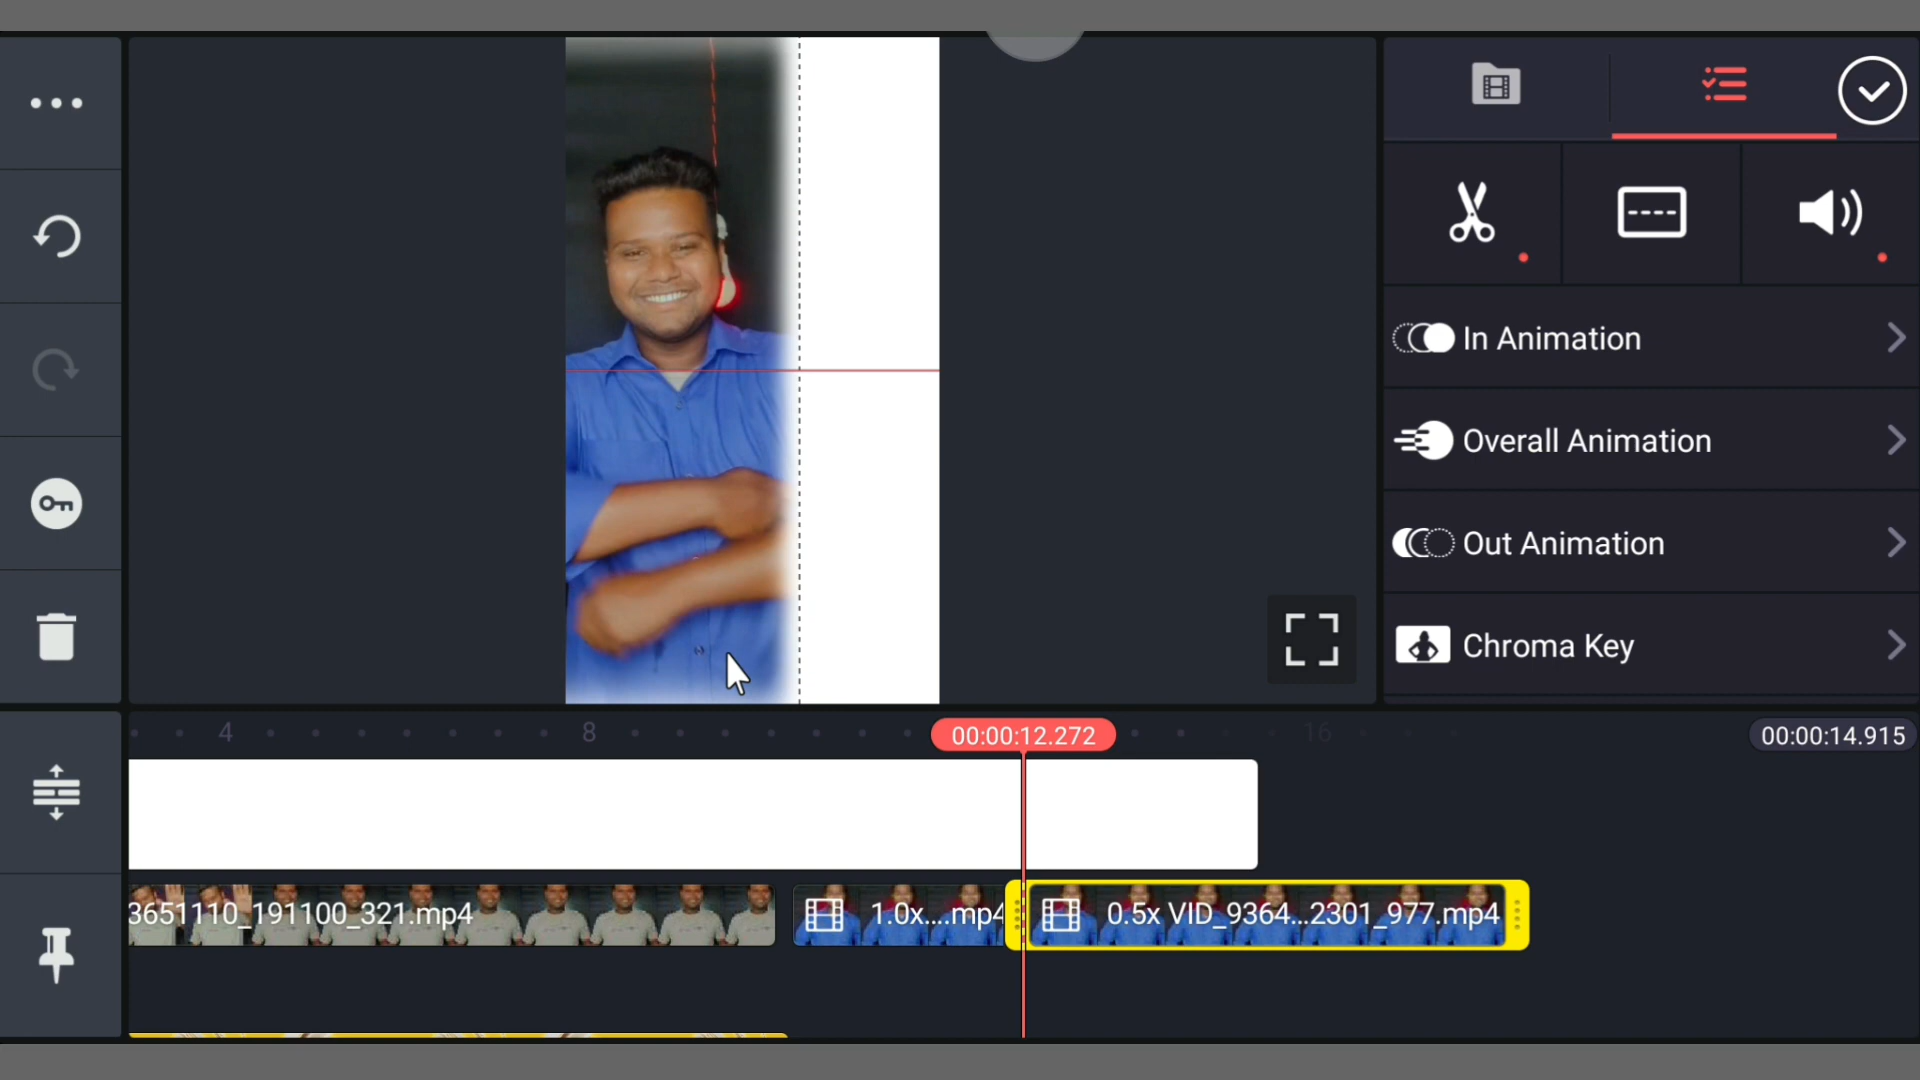 In Animation
Overall Animation
Out Animation
Chroma Key
4
8
00:00:12.272
16
00:00:14.915
3651110_191100_321.mp4
1.0x....mp4
0.5x VID_9364...2301_977.mp4